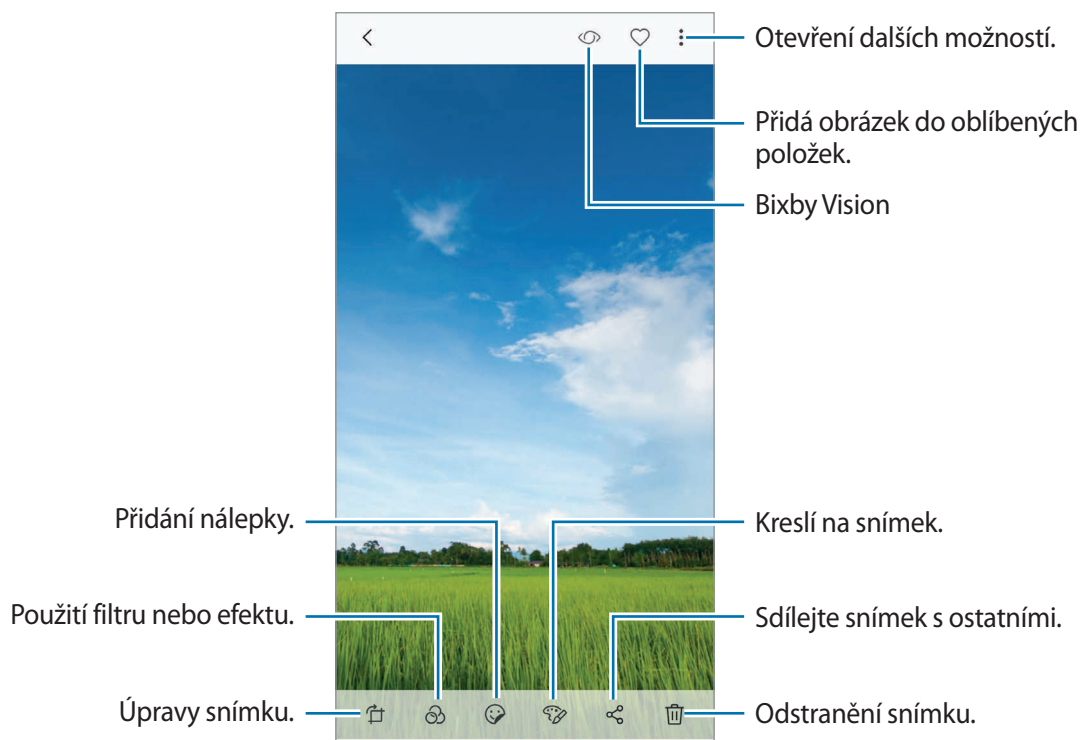 Otevření dalších možností.
Přidá obrázek do oblíbených
položek.
Bixby Vision
Přidání nálepky.
Kreslí na snímek.
Použití filtru nebo efektu.
Sdílejte snímek s ostatními.
Úpravy snímku.
Odstranění snímku.